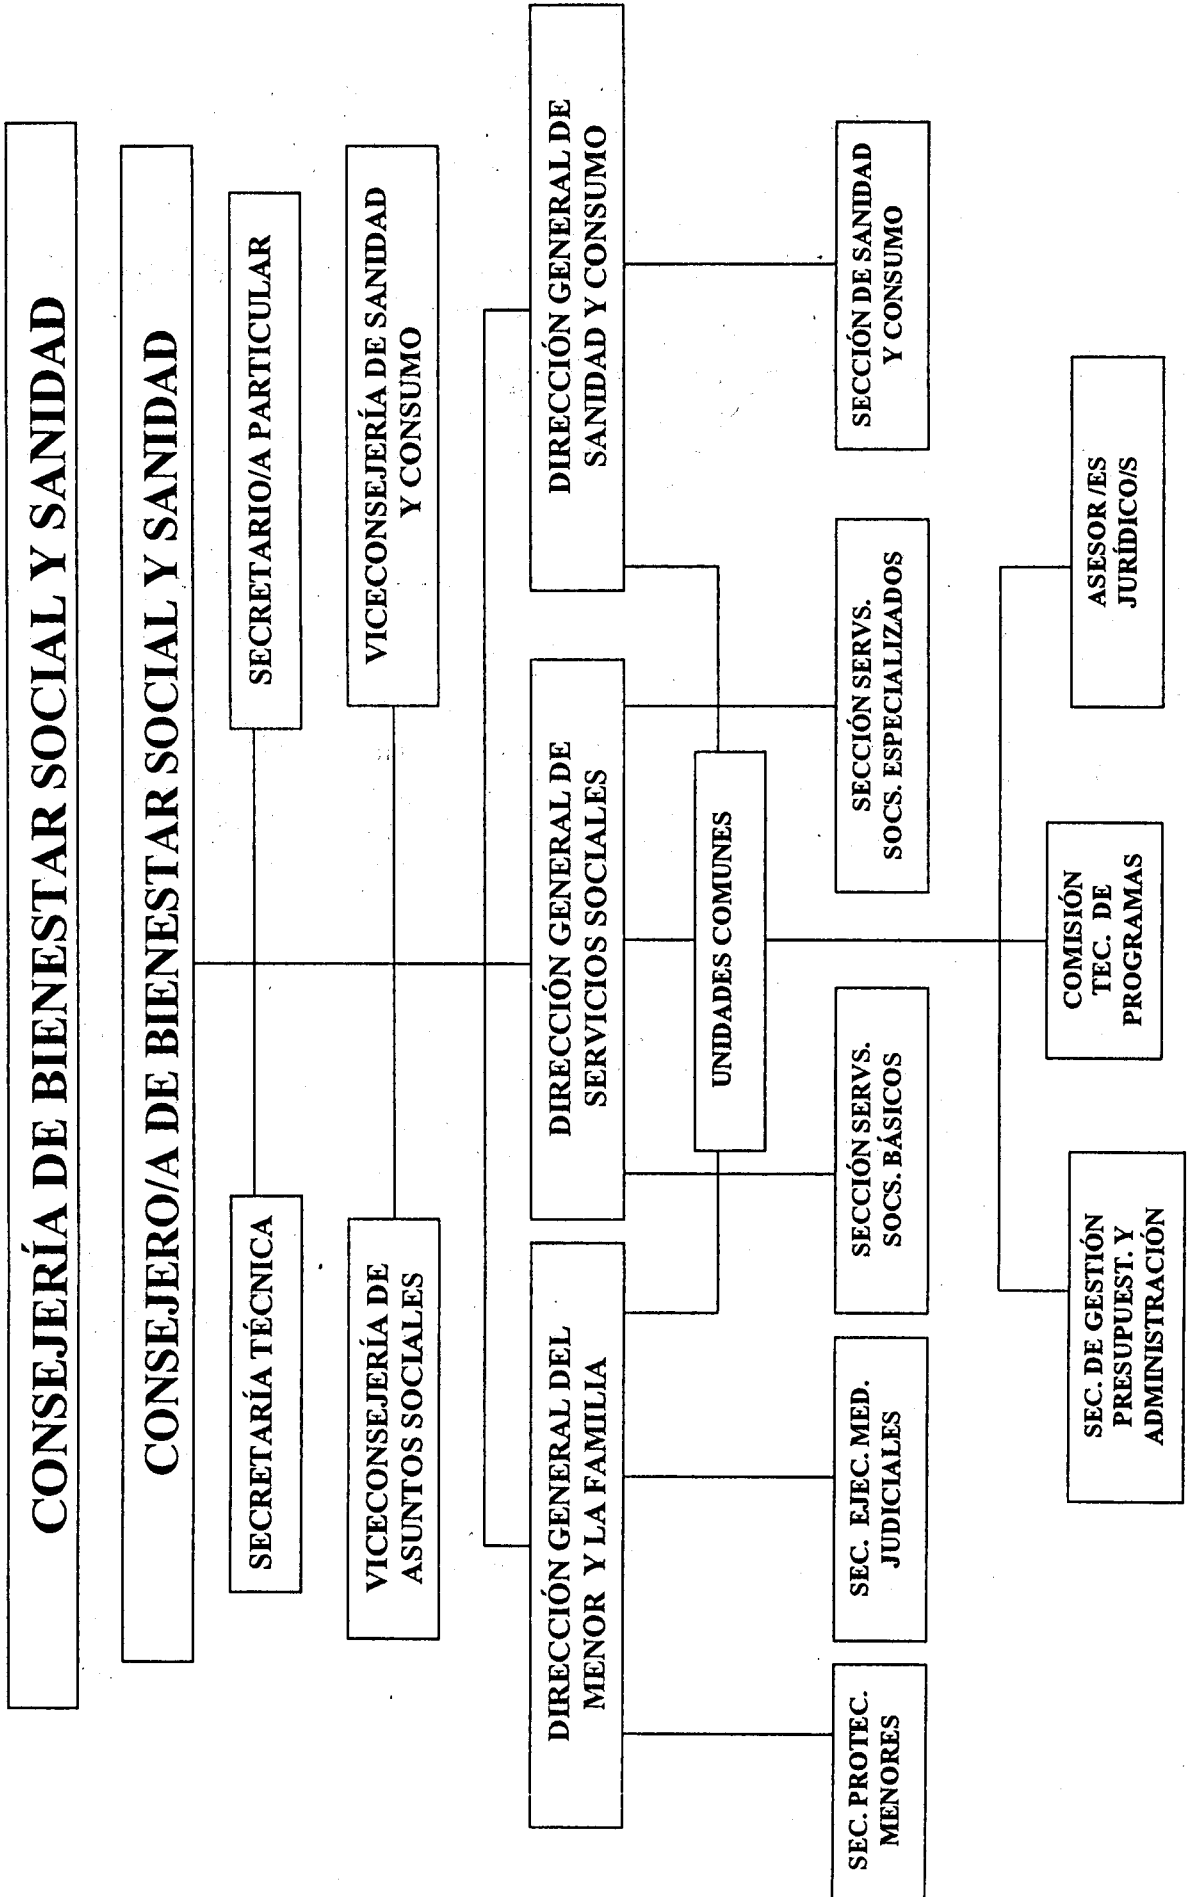 CONSEJERÍA DE BIENESTAR SOCIAL Y SANIDAD
CONSEJERO/A DE BIENESTAR SOCIAL Y SANIDAD
SECRETARÍA TÉCNICA
SECRETARIO/A PARTICULAR
VICECONSEJERÍA DE
ASUNTOS SOCIALES
VICECONSEJERÍA DE SANIDAD
Y CONSUMO
DIRECCIÓN GENERAL DEL
MENOR Y LA FAMILIA
DIRECCIÓN GENERAL DE
SERVICIOS SOCIALES
DIRECCIÓN GENERAL DE
SANIDAD Y CONSUMO
UNIDADES COMUNES
SEC. PROTEC.
MENORES
SEC. EJEC. MED.
JUDICIALES
SECCIÓN SERVS.
SOCS. BÁSICOS
SECCIÓN SERVS.
SOCS. ESPECIALIZADOS
SECCIÓN DE SANIDAD
Y CONSUMO
SEC. DE GESTIÓN
PRESUPUEST. Y
ADMINISTRACIÓN
COMISIÓN
TEC. DE
PROGRAMAS
ASESOR /ES
JURÍDICO/S